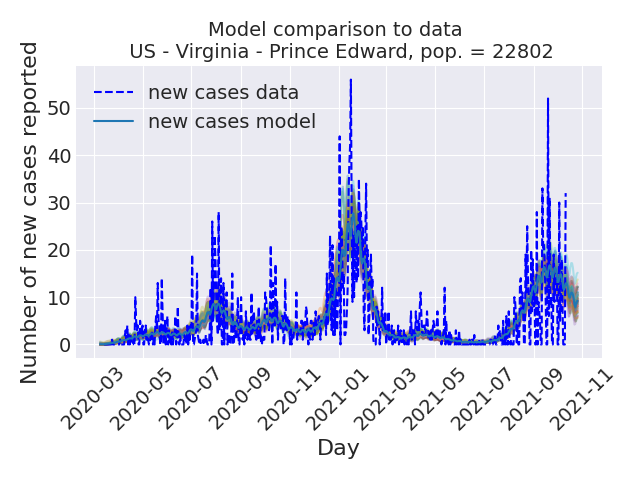 Model comparison to data
US - Virginia - Prince Edward, pop. = 22802
Number of new cases reported
new cases data
new cases model
50
40
30
20
10
0
2020-03
2020-05
2020-07
2020-09
2020-11
2021-01
2021-03
2021-05
2021-07
2021-09
2021-11
Day